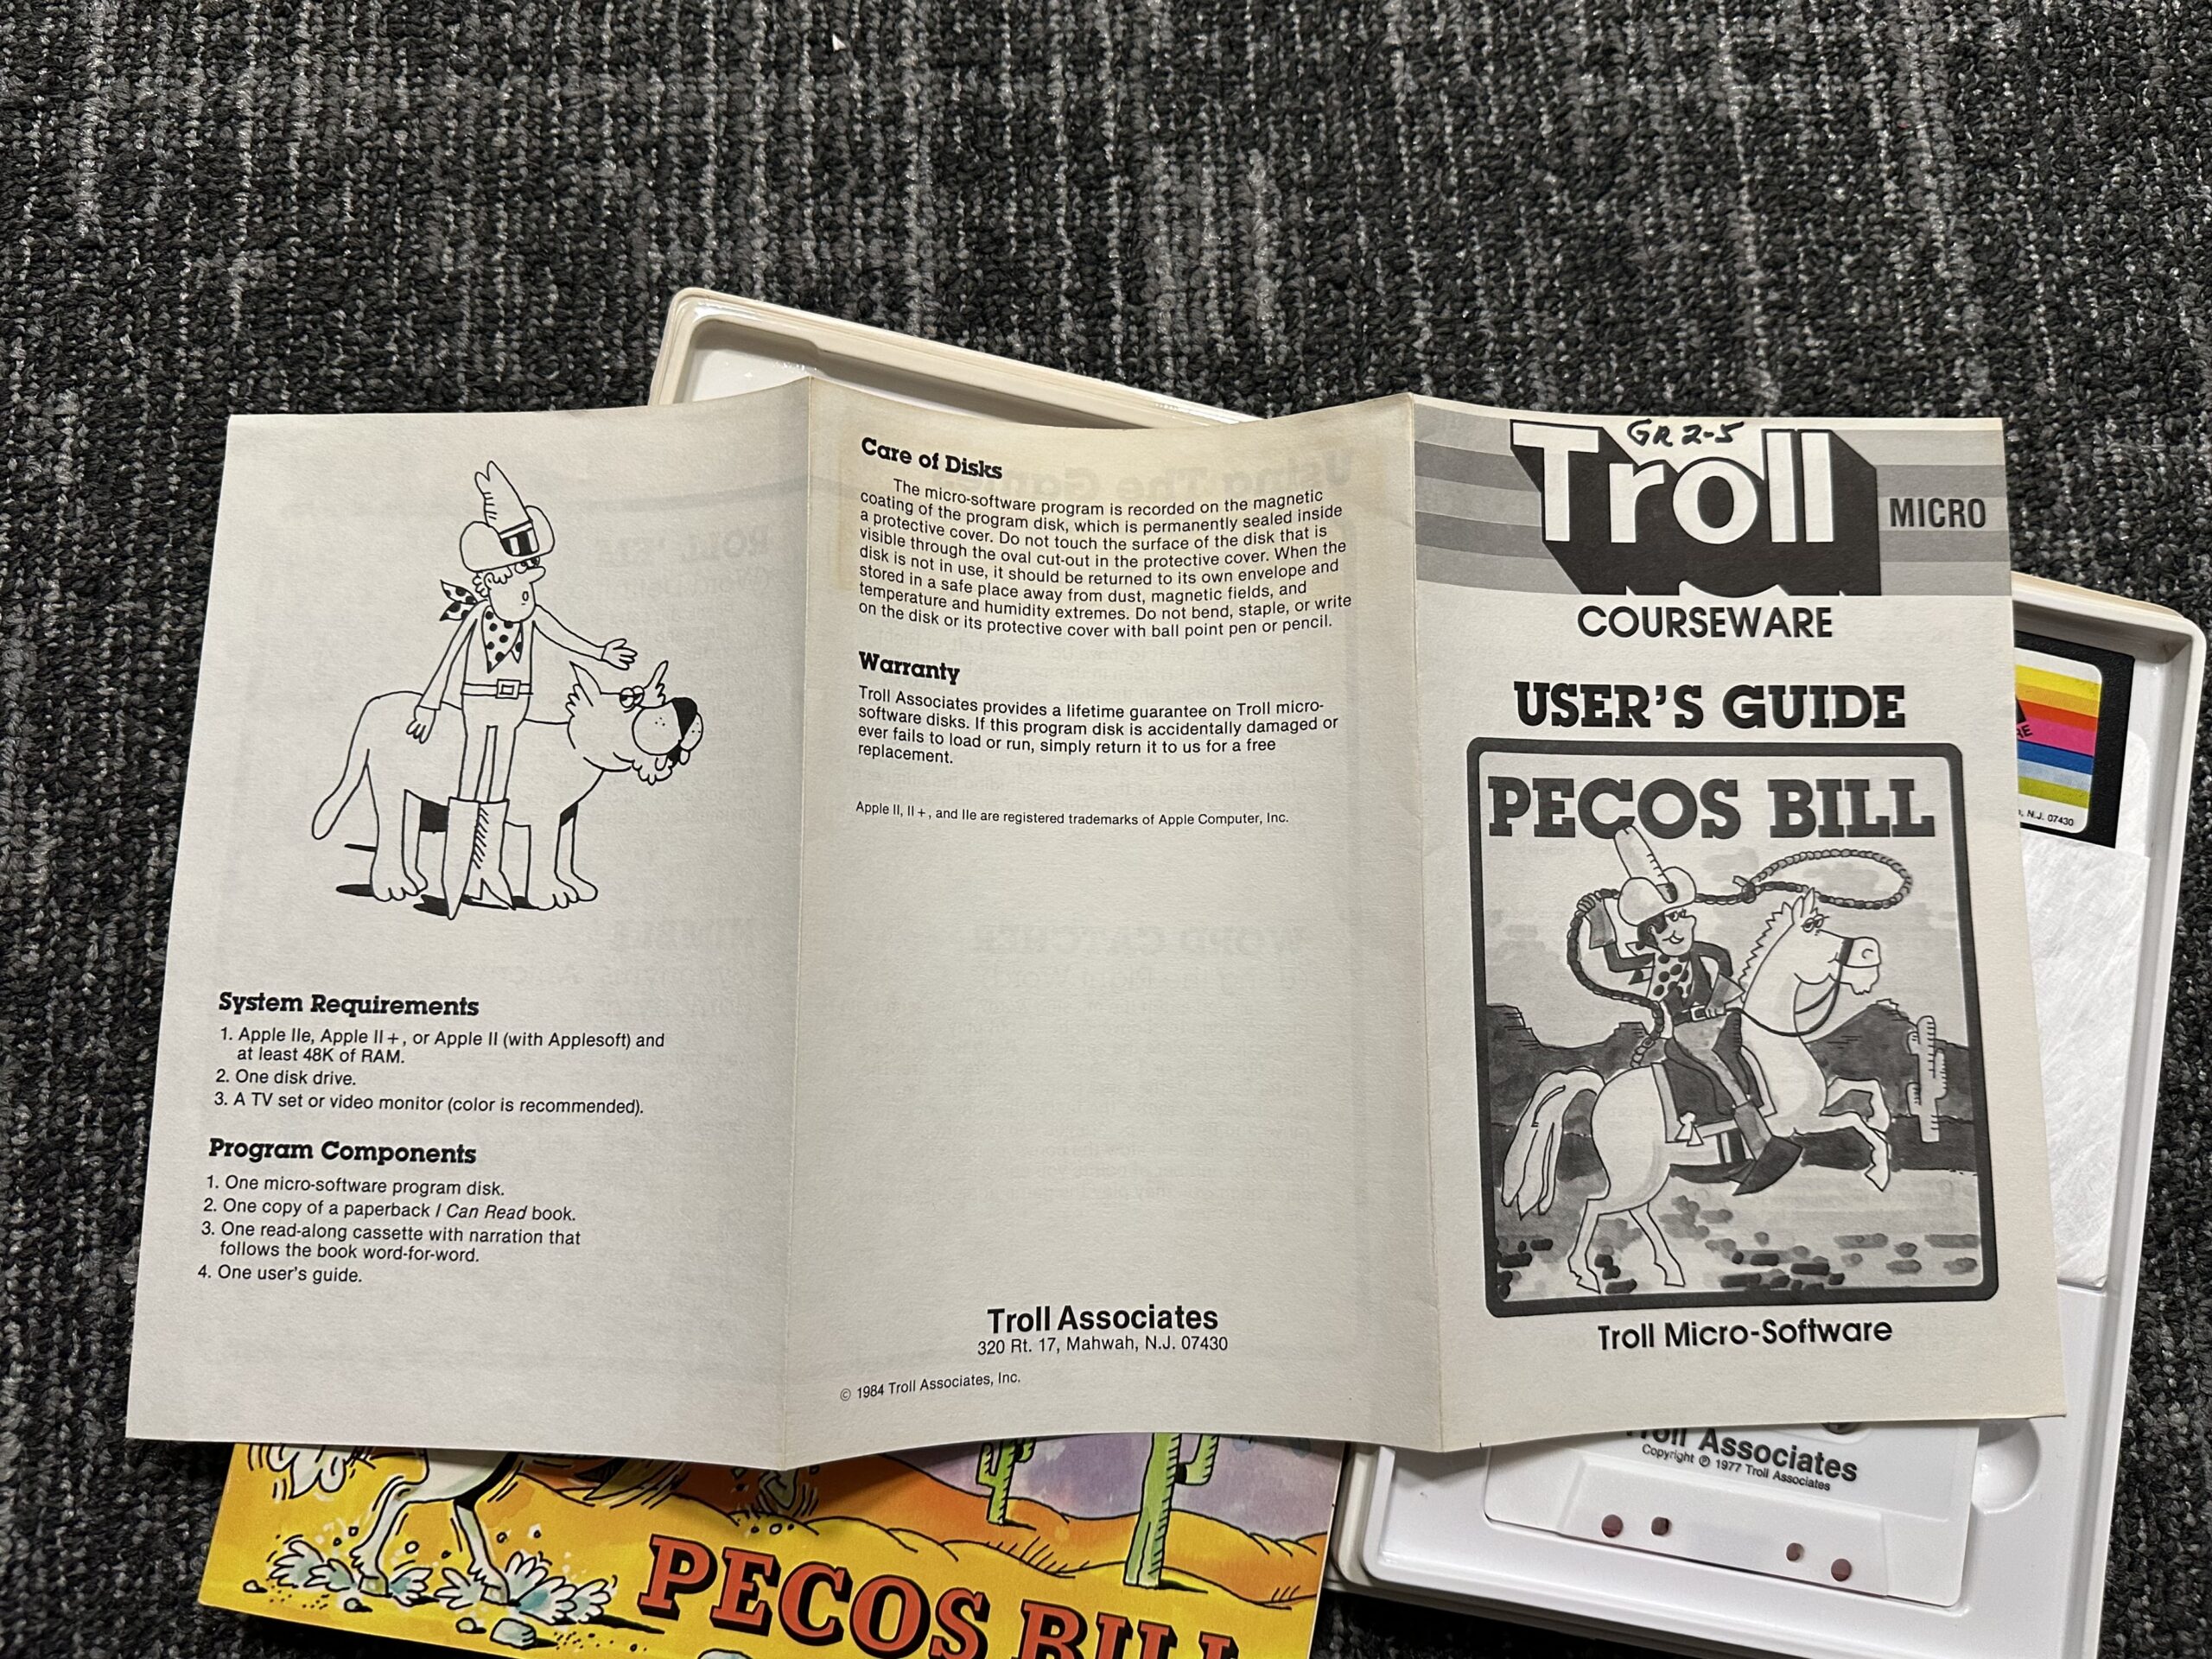 System Requirements
1. Apple IIe, Apple II+, or Apple II (with Applesoft) and
at least 48K of RAM.
2. One disk drive.
3. A TV set or video monitor (color is recommended).
Program Components
1. One micro-software program disk.
2. One copy of a paperback I Can Read book.
3. One read-along cassette with narration that
follows the book word-for-word.
4. One user's guide.
Care of Disks
The micro-software program is recorded on the magnetic
coating of the program disk, which is permanently sealed inside
a protective cover. Do not touch the surface of the disk that is
visible through the oval cut-out in the protective cover. When the
disk is not in use, it should be returned to its own envelope and
stored in a safe place away from dust, magnetic fields, and
temperature and humidity extremes. Do not bend, staple, or write
on the disk or its protective cover with ball point pen or pencil.
Warranty
Troll Associates provides a lifetime guarantee on Troll micro-
software disks. If this program disk is accidentally damaged or
ever fails to load or run, simply return it to us for a free
replacement.
Apple II, II+, and IIe are registered trademarks of Apple Computer, Inc.
Troll Associates
320 Rt. 17, Mahwah, N.J. 07430
© 1984 Troll Associates, Inc.
GR 2-5
Troll
MICRO
COURSEWARE
USER'S GUIDE
PECOS BILL
Troll Micro-Software
N.J. 07430
Troll Associates
Copyright ℗ 1977 Troll Associates
PECOS BILL